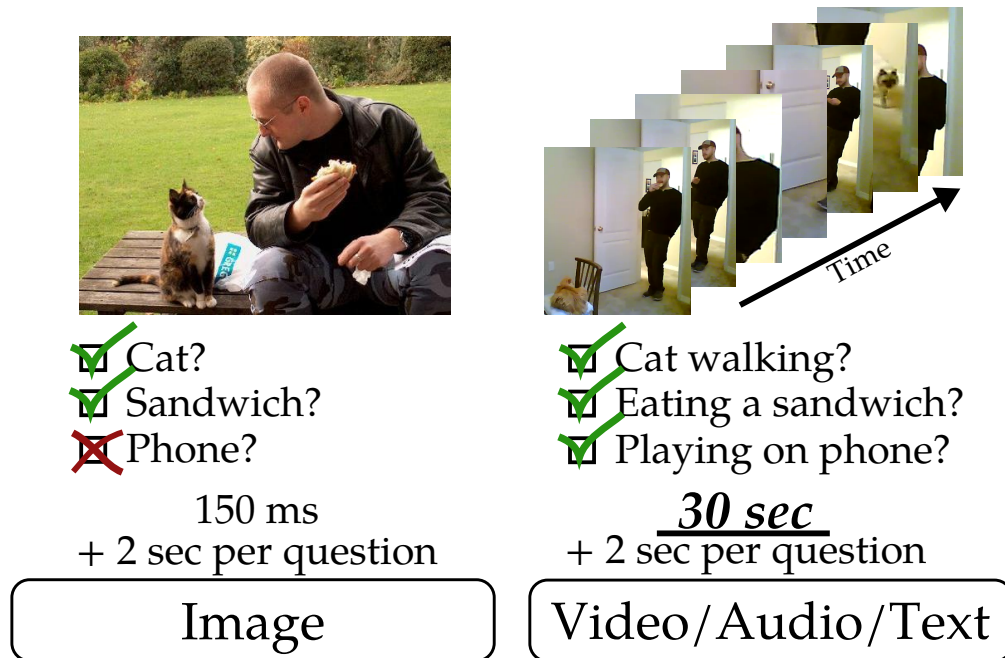 Time
Cat?
Sandwich?
Phone?
150 ms
+ 2 sec per question
Image
Cat walking?
Eating a sandwich?
Playing on phone?
30 sec
+ 2 sec per question
Video/Audio/Text